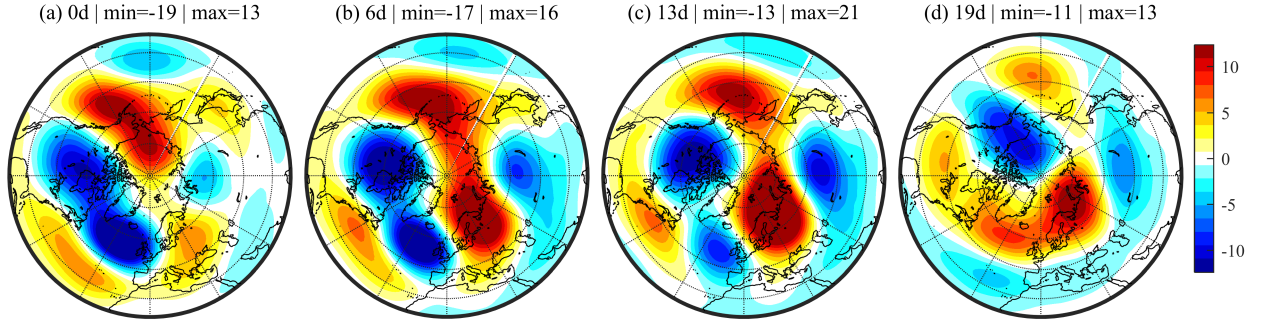 (a) 0d | min=-19 | max=13
(b) 6d | min=-17 | max=16
(c) 13d | min=-13 | max=21
(d) 19d | min=-11 | max=13
10
5
0
-5
-10